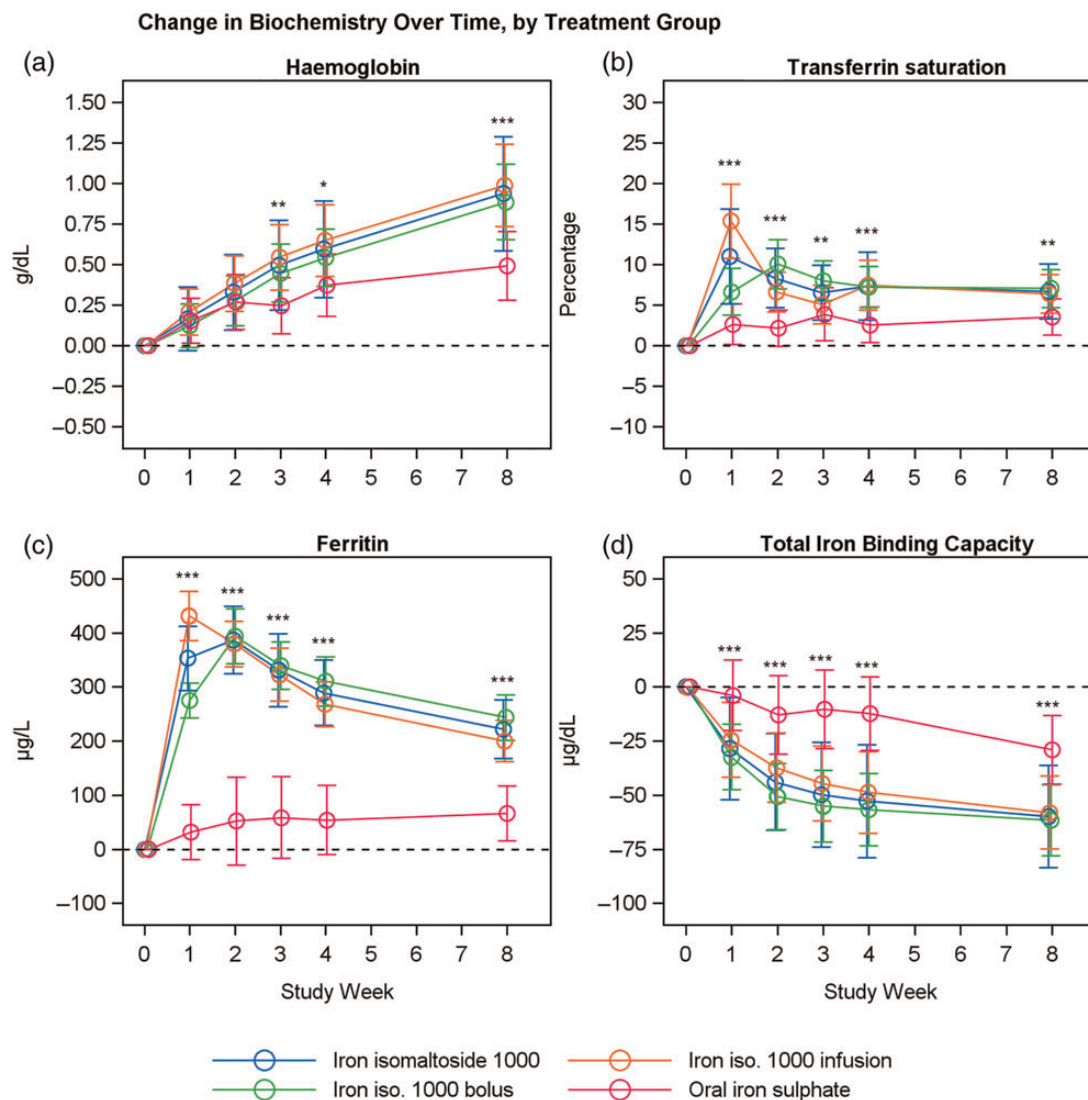 Change in Biochemistry Over Time, by Treatment Group
(a)
Haemoglobin
1.50
1.25
1.00
0.75
0.50
0.25
0.00
–0.25
–0.50
g/dL
**
*
***
0 1 2 3 4 5 6 7 8
(b)
Transferrin saturation
30
25
20
15
10
5
0
–5
–10
Percentage
***
***
**
***
**
0 1 2 3 4 5 6 7 8
(c)
Ferritin
500
400
300
200
100
0
–100
µg/L
***
***
***
***
***
0 1 2 3 4 5 6 7 8
Study Week
(d)
Total Iron Binding Capacity
50
25
0
–25
–50
–75
–100
µg/dL
***
***
***
***
***
0 1 2 3 4 5 6 7 8
Study Week
Iron isomaltoside 1000
Iron iso. 1000 infusion
Iron iso. 1000 bolus
Oral iron sulphate